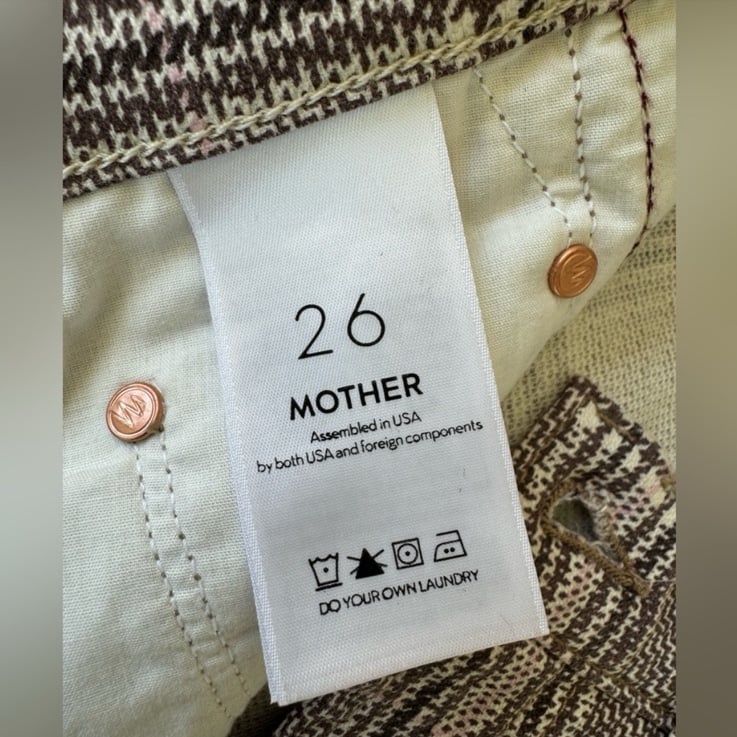 26
MOTHER
Assembled in USA
by both USA and foreign components
DO YOUR OWN LAUNDRY